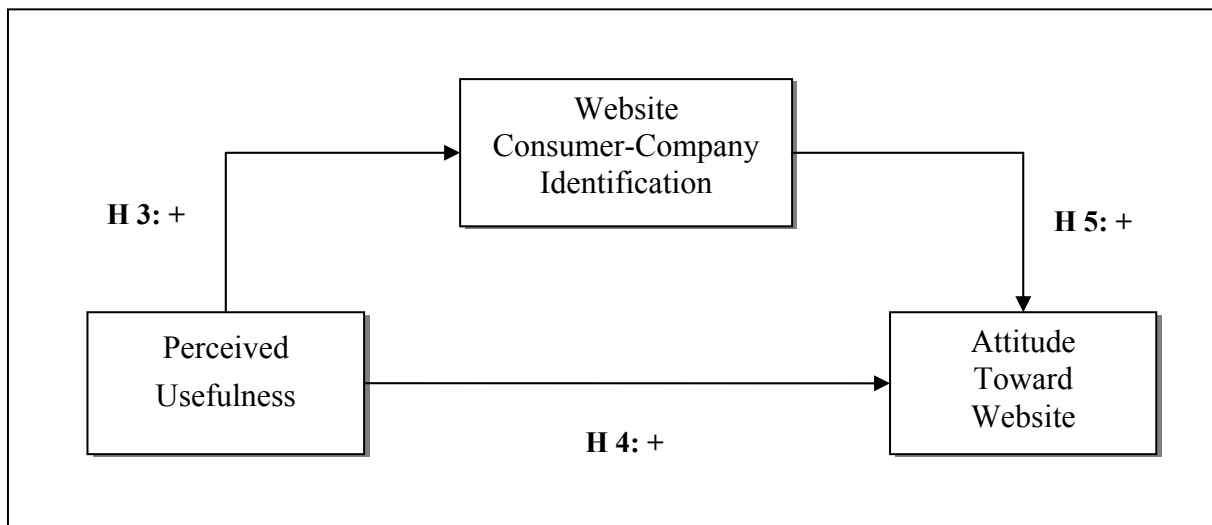 Website
Consumer-Company
Identification
H 3: +
H 5: +
Perceived
Usefulness
Attitude
Toward
Website
H 4: +